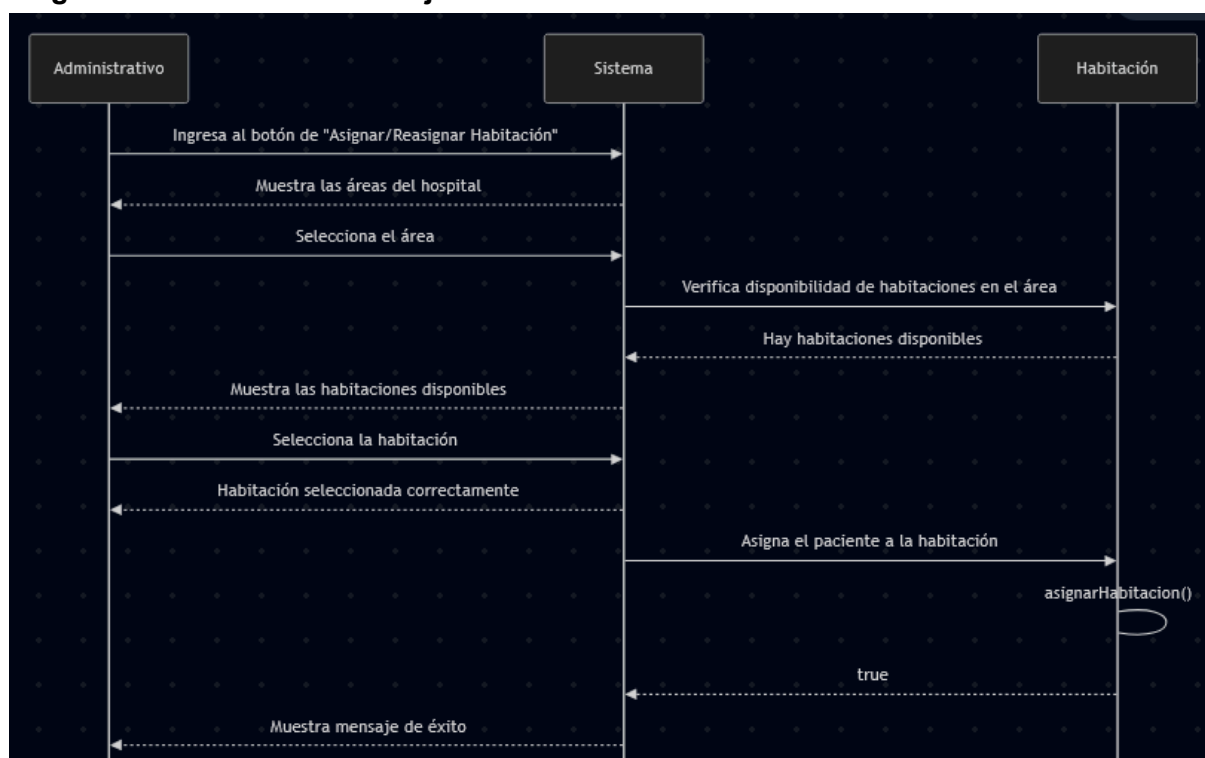 Administrativo
Sistema
Habitación
Ingresa al botón de "Asignar/Reasignar Habitación"
Muestra las áreas del hospital
Selecciona el área
Verifica disponibilidad de habitaciones en el área
Hay habitaciones disponibles
Muestra las habitaciones disponibles
Selecciona la habitación
Habitación seleccionada correctamente
Asigna el paciente a la habitación
asignarHabitacion()
true
Muestra mensaje de éxito